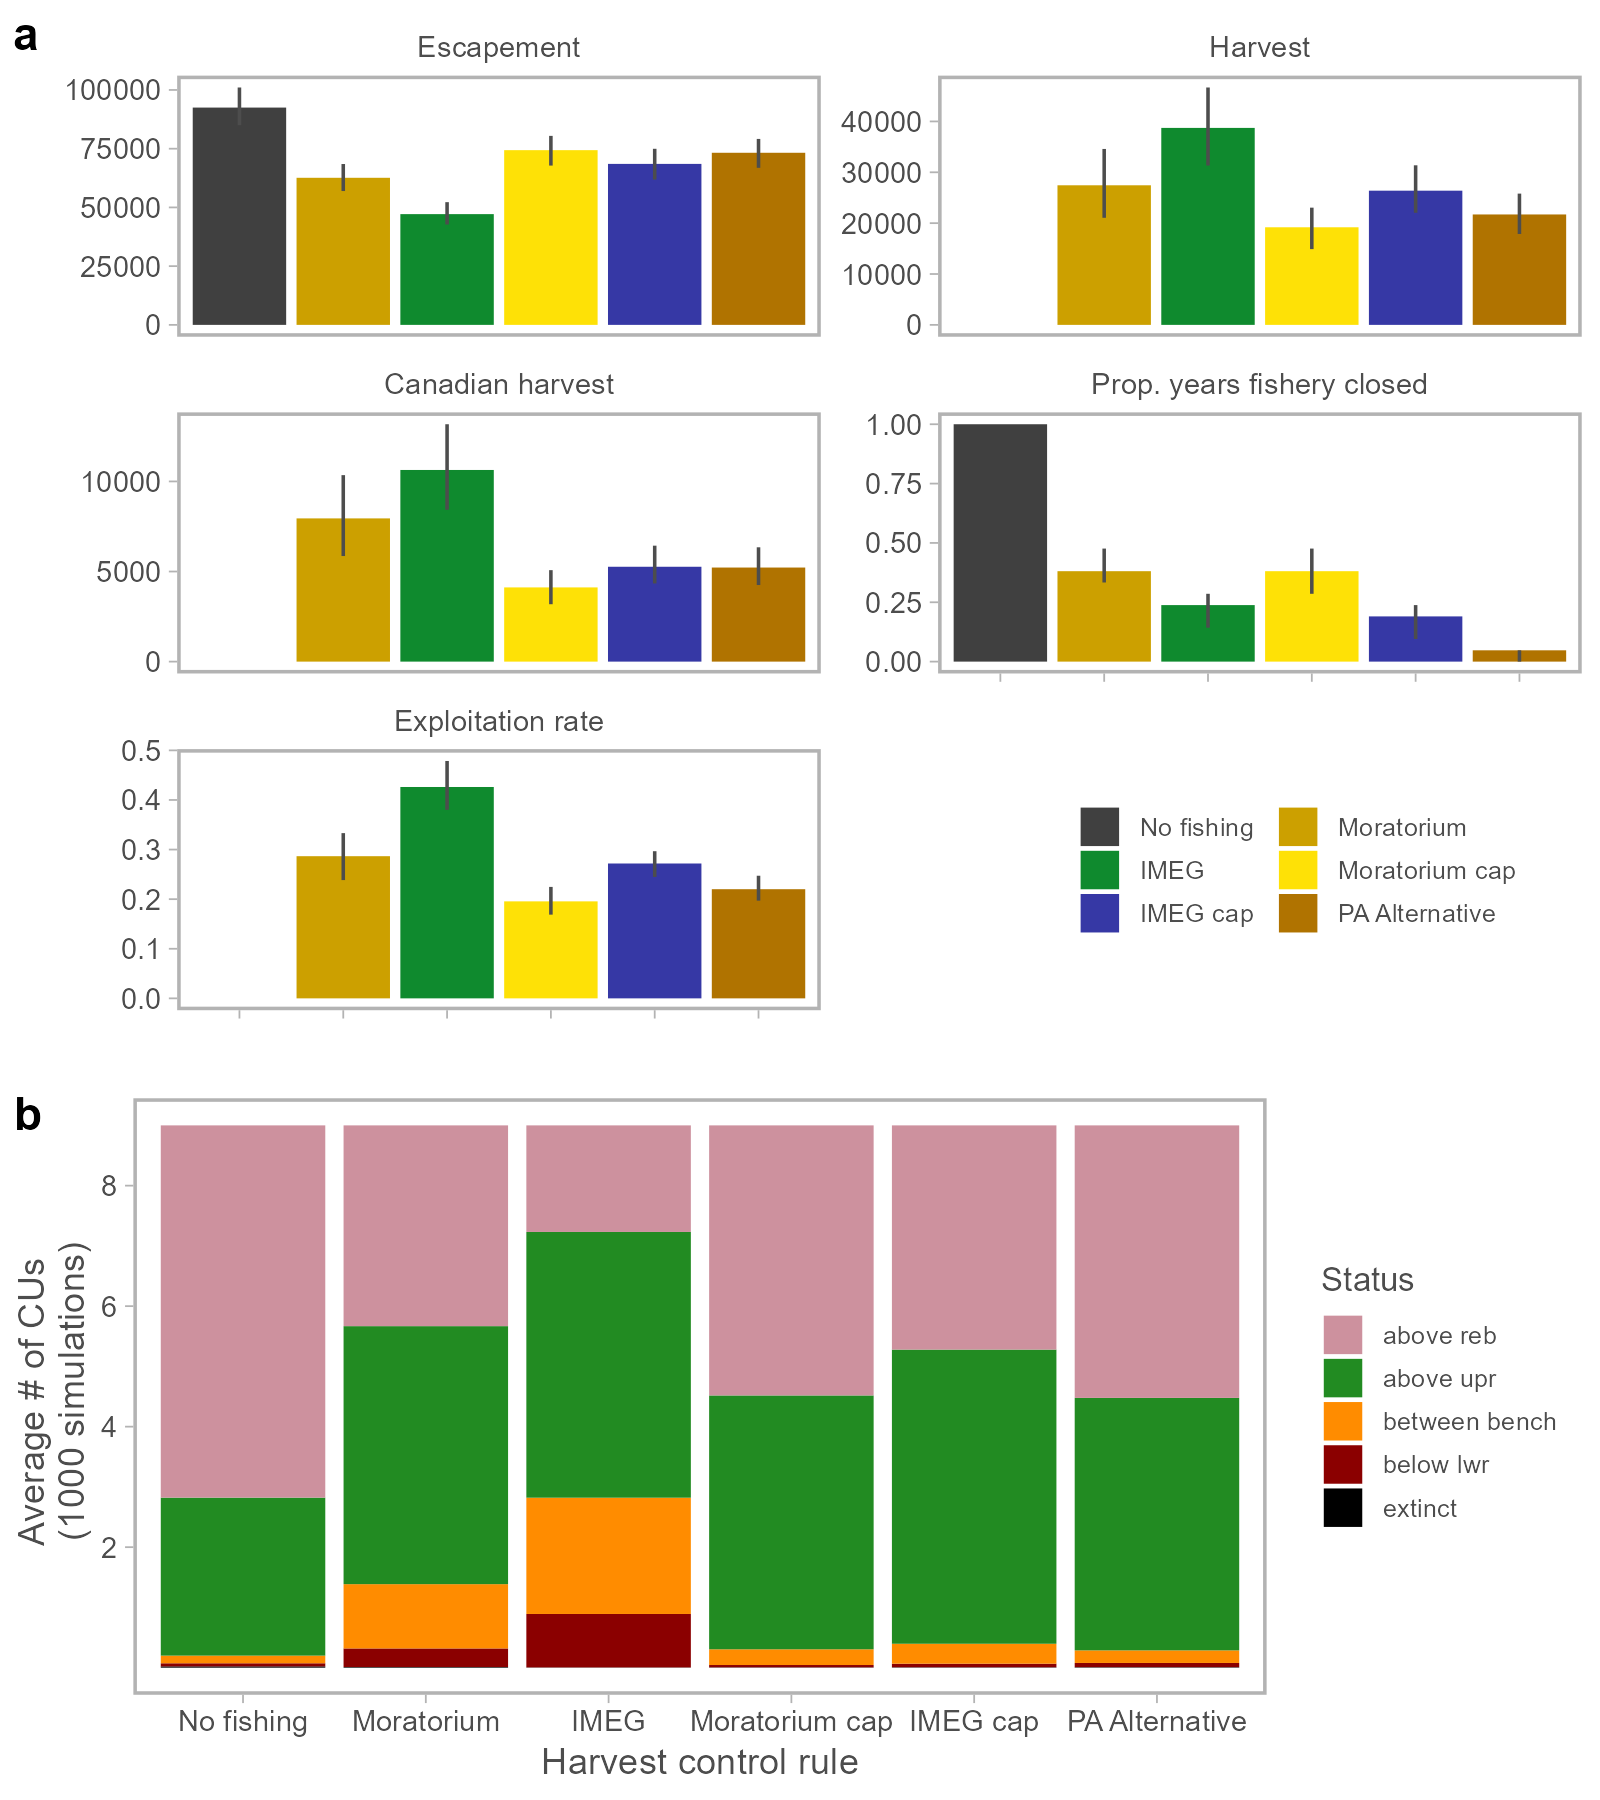 a
Escapement
100000
75000
50000
25000
0
Harvest
40000
30000
20000
10000
0
Canadian harvest
10000
5000
0
Prop. years fishery closed
1.00
0.75
0.50
0.25
0.00
Exploitation rate
0.5
0.4
0.3
0.2
0.1
0.0
No fishing
Moratorium
IMEG
Moratorium cap
IMEG cap
PA Alternative
b
Average # of CUs
(1000 simulations)
8
6
4
2
No fishing
Moratorium
IMEG
Moratorium cap
IMEG cap
PA Alternative
Harvest control rule
Status
above reb
above upr
between bench
below lwr
extinct